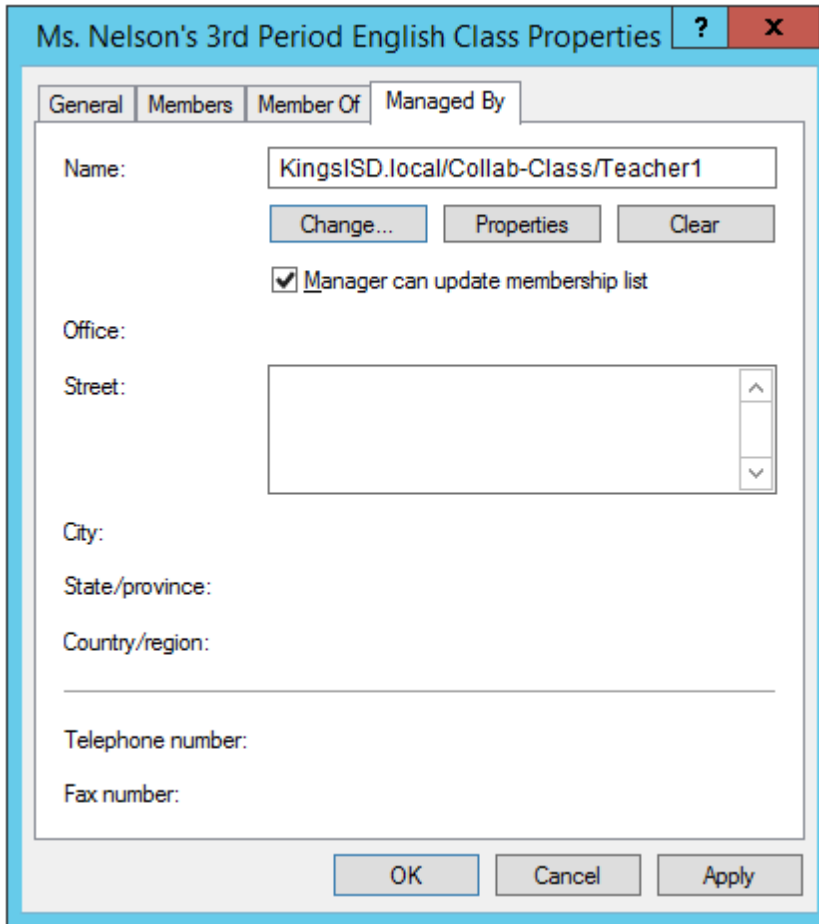 Ms. Nelson's 3rd Period English Class Properties ? x
General Members Member Of Managed By
Name: KingsISD.local/Collab-Class/Teacher1
Change... Properties Clear
Manager can update membership list
Office:
Street:
City:
State/province:
Country/region:
Telephone number:
Fax number:
OK Cancel Apply